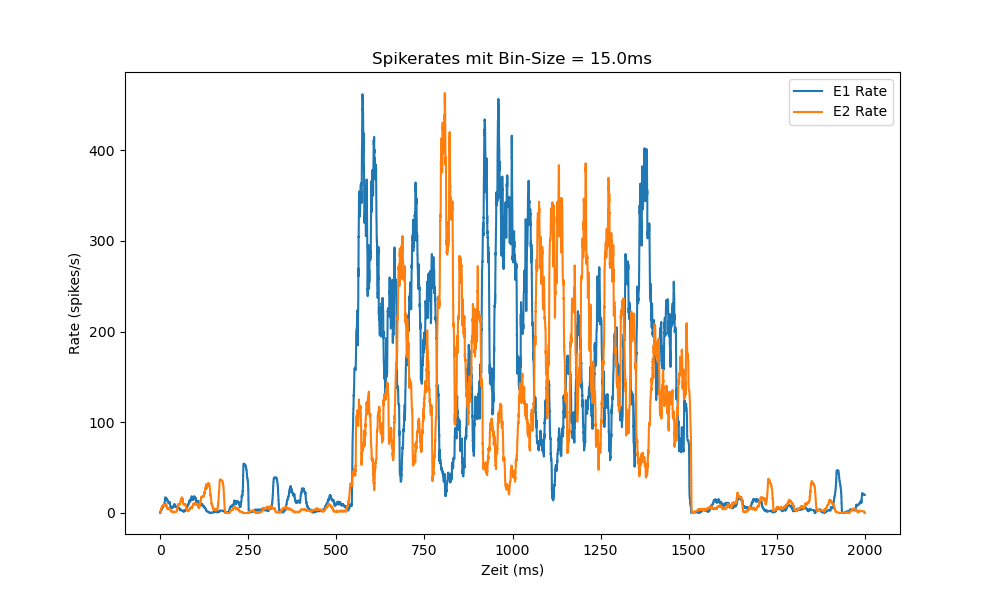 Spikerates mit Bin-Size = 15.0ms
E1 Rate
E2 Rate
400
300
200
100
0
Rate (spikes/s)
0 250 500 750 1000 1250 1500 1750 2000
Zeit (ms)